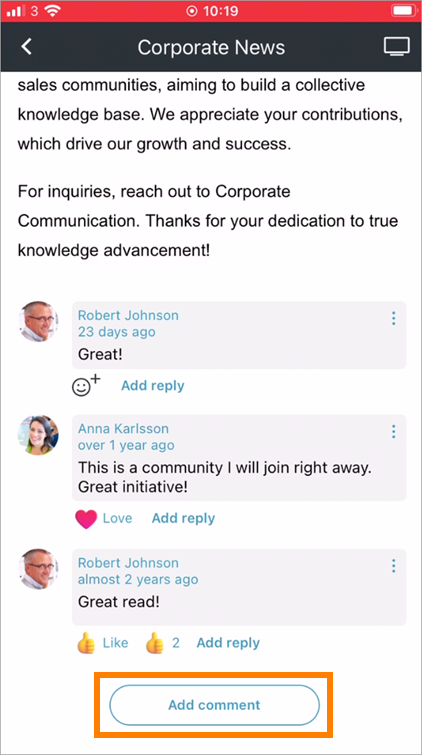 3 10:19
Corporate News
sales communities, aiming to build a collective
knowledge base. We appreciate your contributions,
which drive our growth and success.
For inquiries, reach out to Corporate
Communication. Thanks for your dedication to true
knowledge advancement!
Robert Johnson
23 days ago
Great!
Add reply
Anna Karlsson
over 1 year ago
This is a community I will join right away.
Great initiative!
Love Add reply
Robert Johnson
almost 2 years ago
Great read!
Like 2 Add reply
Add comment